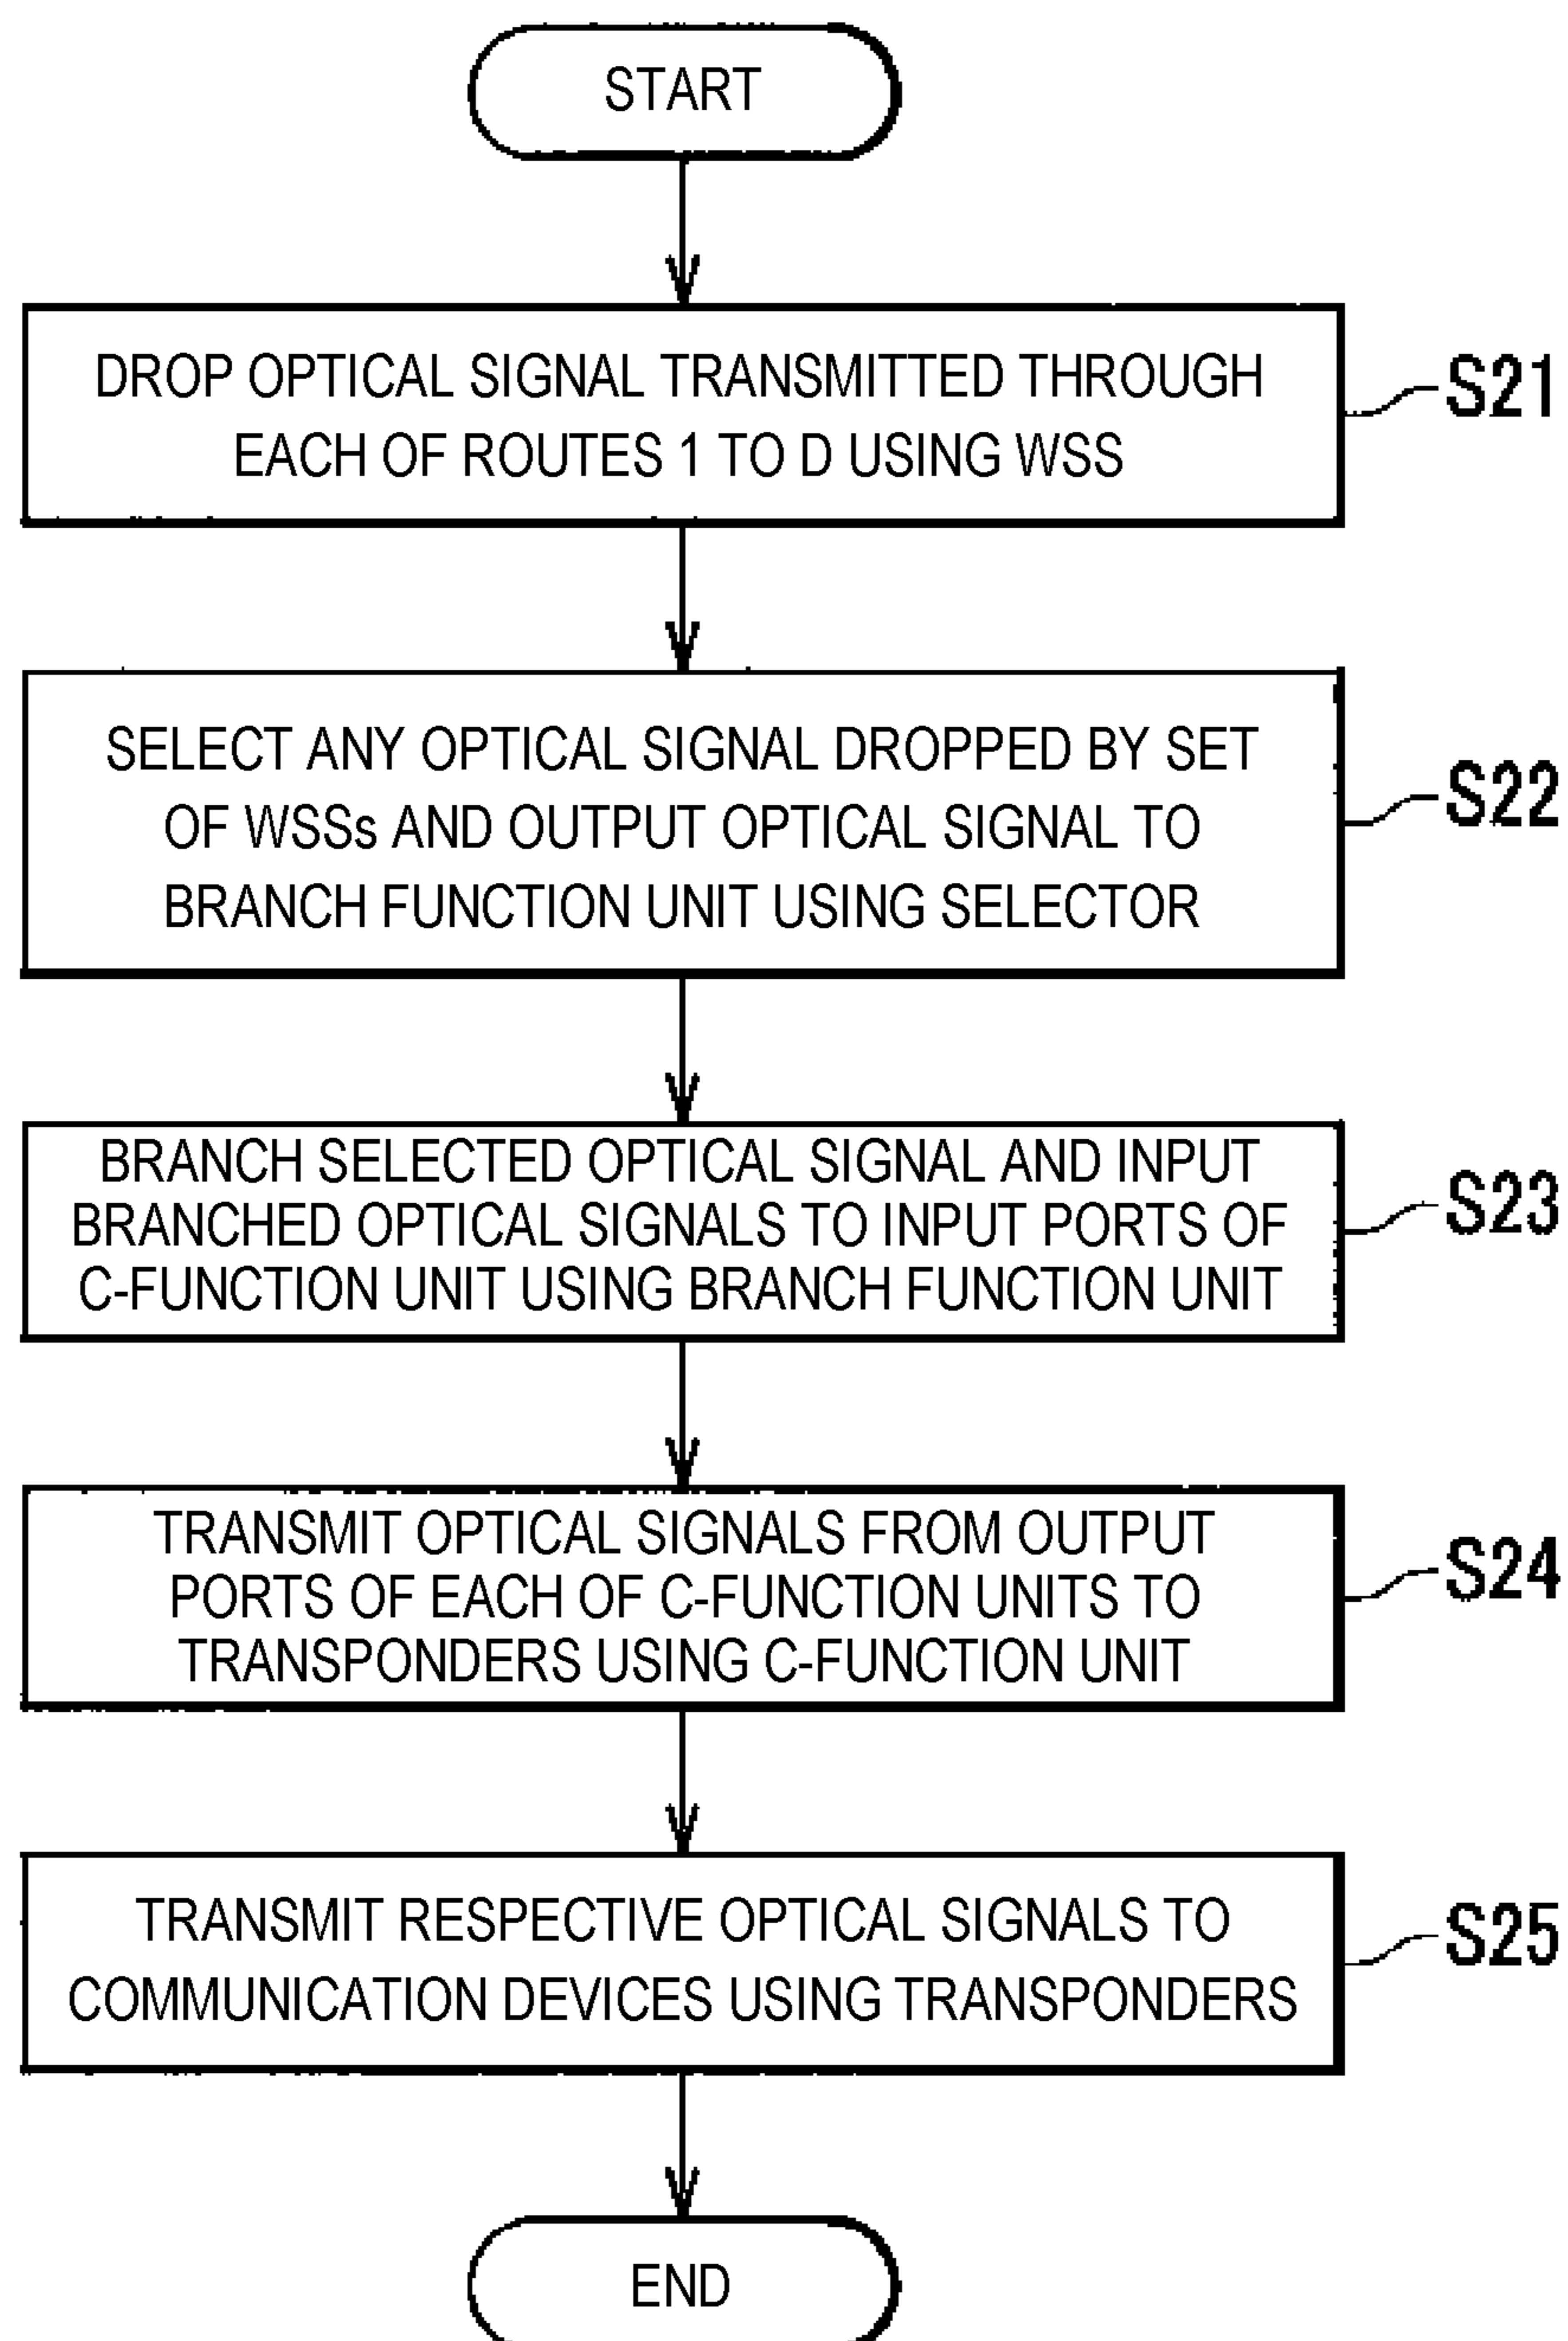 START
DROP OPTICAL SIGNAL TRANSMITTED THROUGH
EACH OF ROUTES 1 TO D USING WSS
S21
SELECT ANY OPTICAL SIGNAL DROPPED BY SET
OF WSSs AND OUTPUT OPTICAL SIGNAL TO
BRANCH FUNCTION UNIT USING SELECTOR
S22
BRANCH SELECTED OPTICAL SIGNAL AND INPUT
BRANCHED OPTICAL SIGNALS TO INPUT PORTS OF
C-FUNCTION UNIT USING BRANCH FUNCTION UNIT
S23
TRANSMIT OPTICAL SIGNALS FROM OUTPUT
PORTS OF EACH OF C-FUNCTION UNITS TO
TRANSPONDERS USING C-FUNCTION UNIT
S24
TRANSMIT RESPECTIVE OPTICAL SIGNALS TO
COMMUNICATION DEVICES USING TRANSPONDERS
S25
END